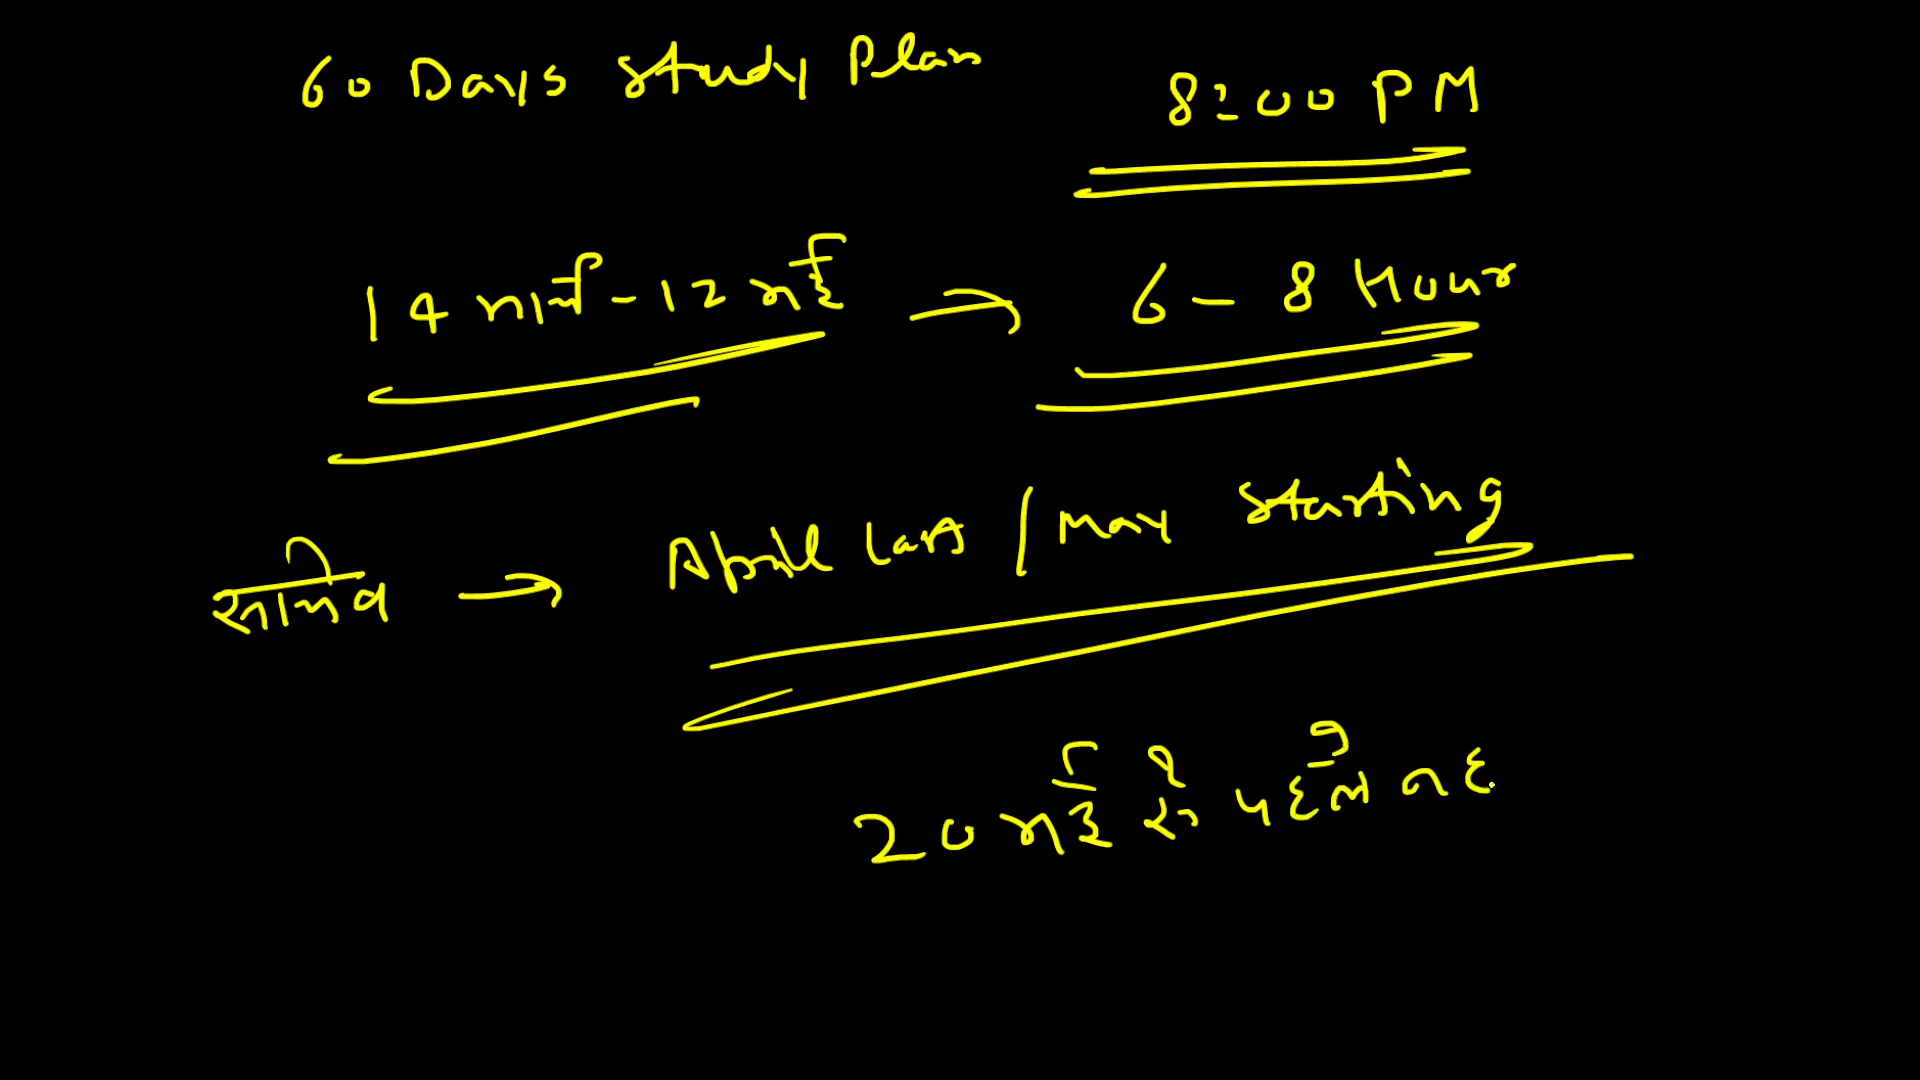 60 Days Study Plan
8:00 PM
14 मार्च - 12 मई → 6 - 8 Hour
सचिव → April Last / May Starting
20 मई से पहले नह